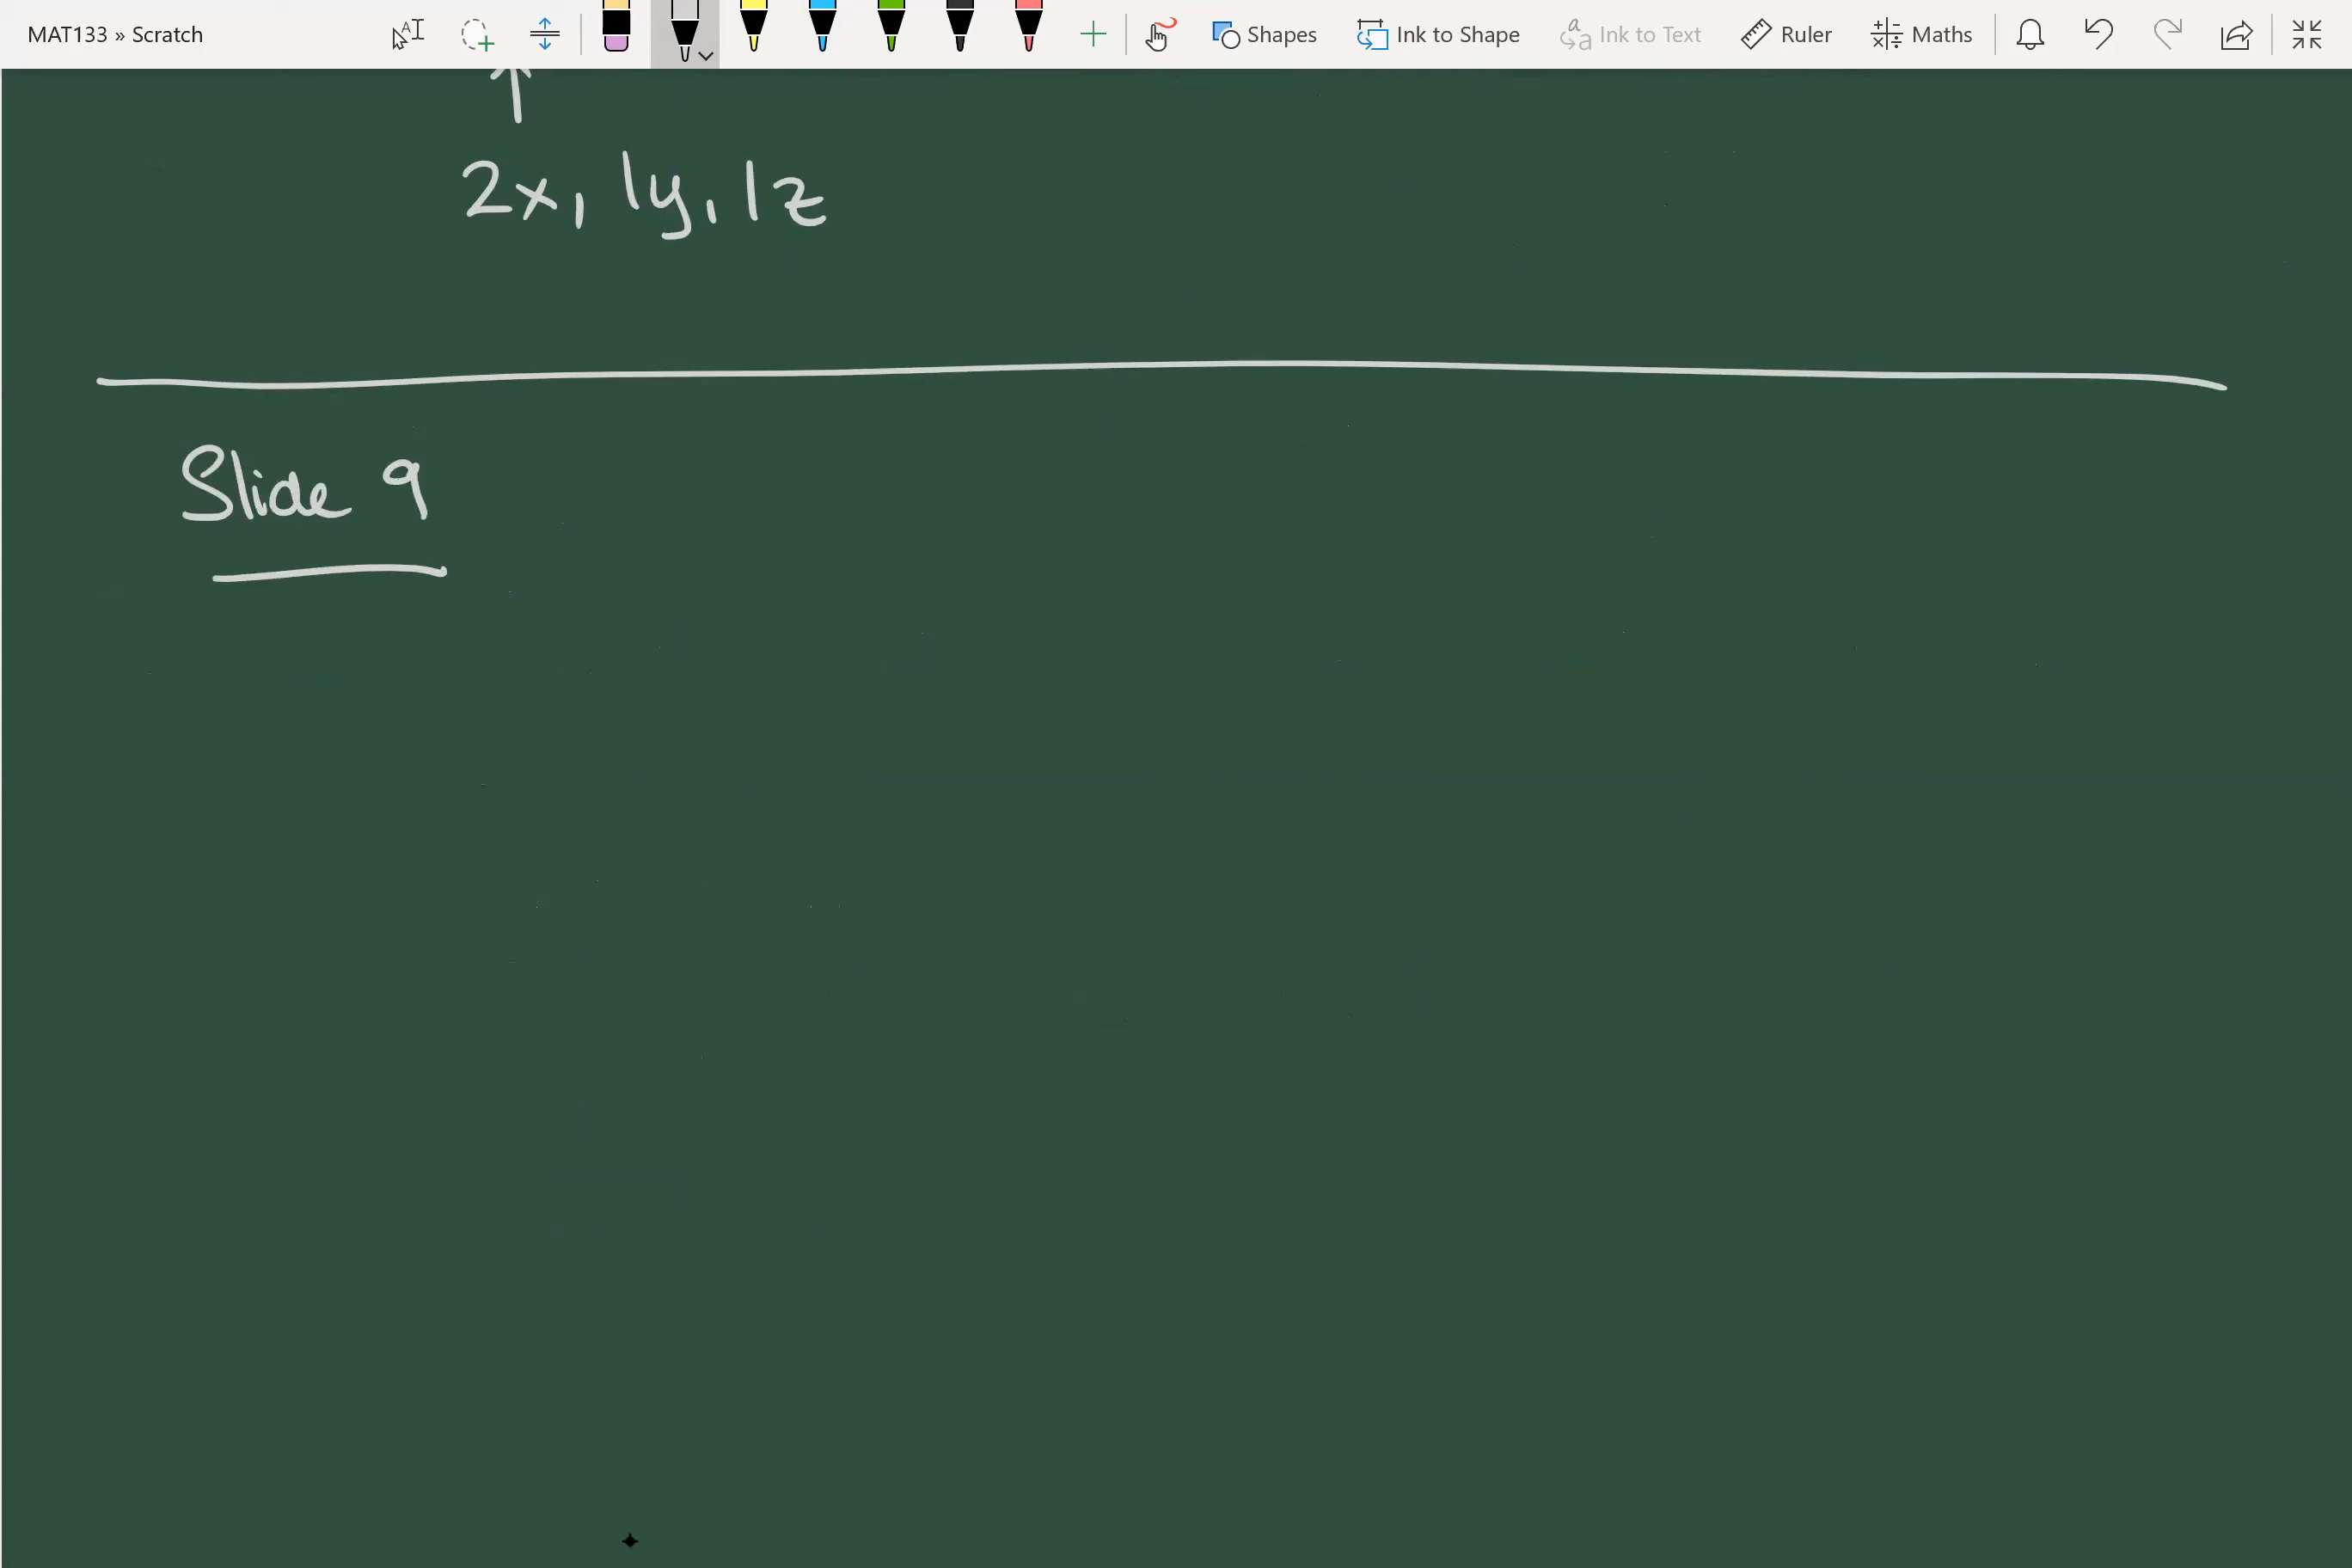 MAT133 » Scratch Shapes Ink to Shape Ink to Text Ruler Maths
2x, 1y, 1z
Slide 9